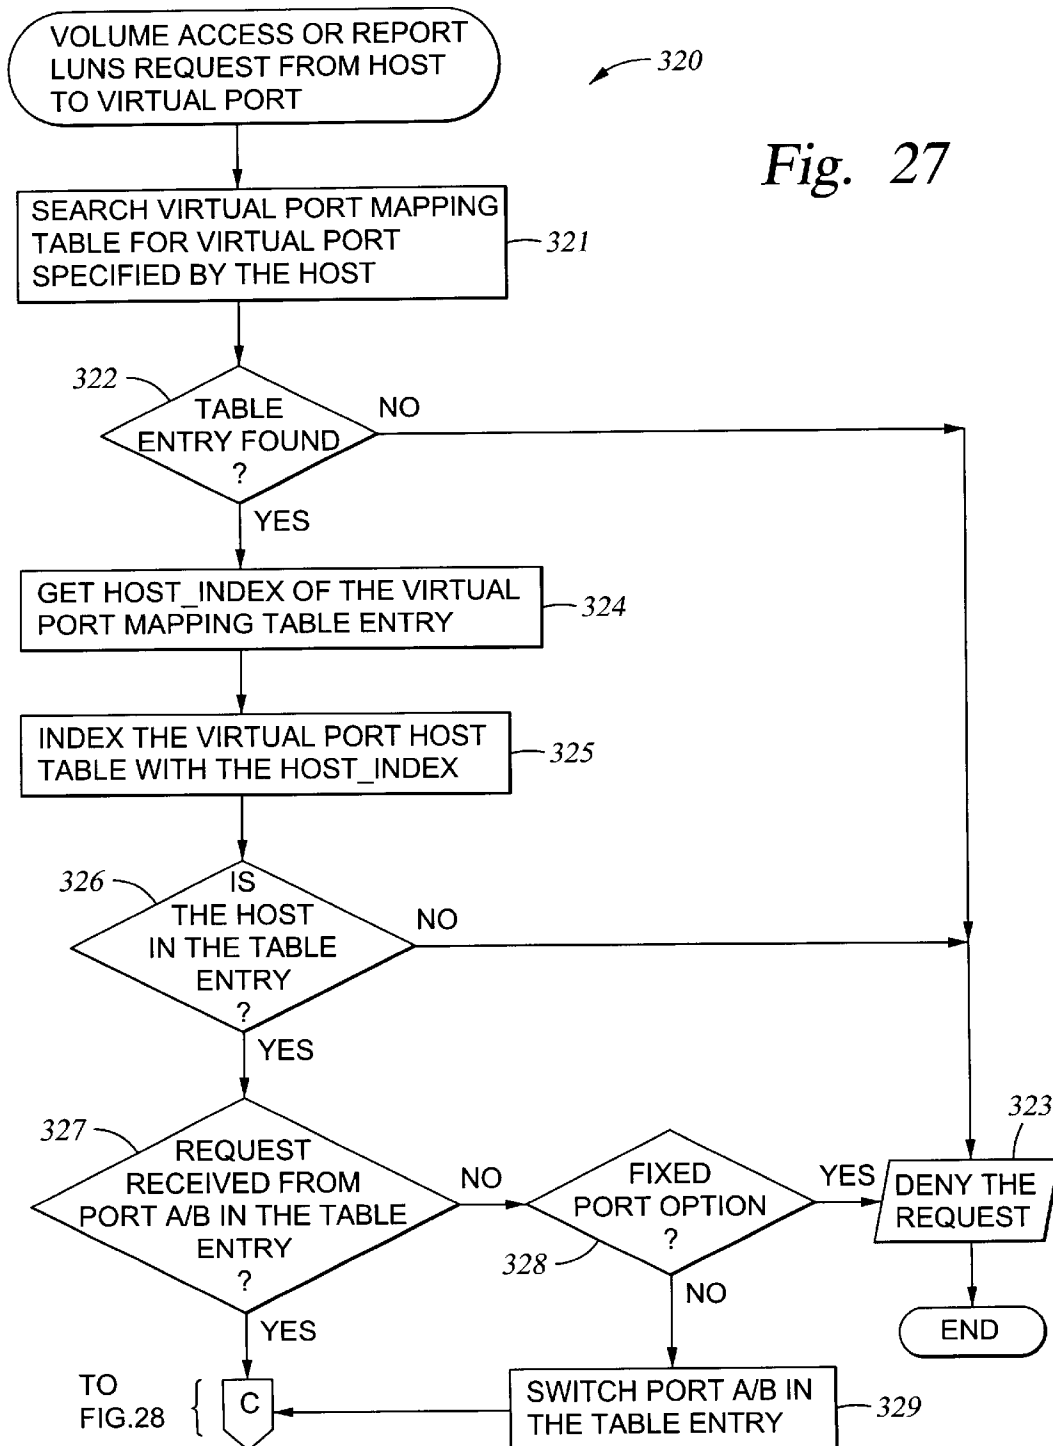 VOLUME ACCESS OR REPORT
LUNS REQUEST FROM HOST
TO VIRTUAL PORT
320
Fig. 27
SEARCH VIRTUAL PORT MAPPING
TABLE FOR VIRTUAL PORT
SPECIFIED BY THE HOST
321
322
TABLE
ENTRY FOUND
?
NO
YES
GET HOST_INDEX OF THE VIRTUAL
PORT MAPPING TABLE ENTRY
324
INDEX THE VIRTUAL PORT HOST
TABLE WITH THE HOST_INDEX
325
326
IS
THE HOST
IN THE TABLE
ENTRY
?
NO
YES
327
REQUEST
RECEIVED FROM
PORT A/B IN THE TABLE
ENTRY
?
NO
YES
FIXED
PORT OPTION
?
328
YES
NO
323
DENY THE
REQUEST
END
SWITCH PORT A/B IN
THE TABLE ENTRY
329
TO
FIG.28
C